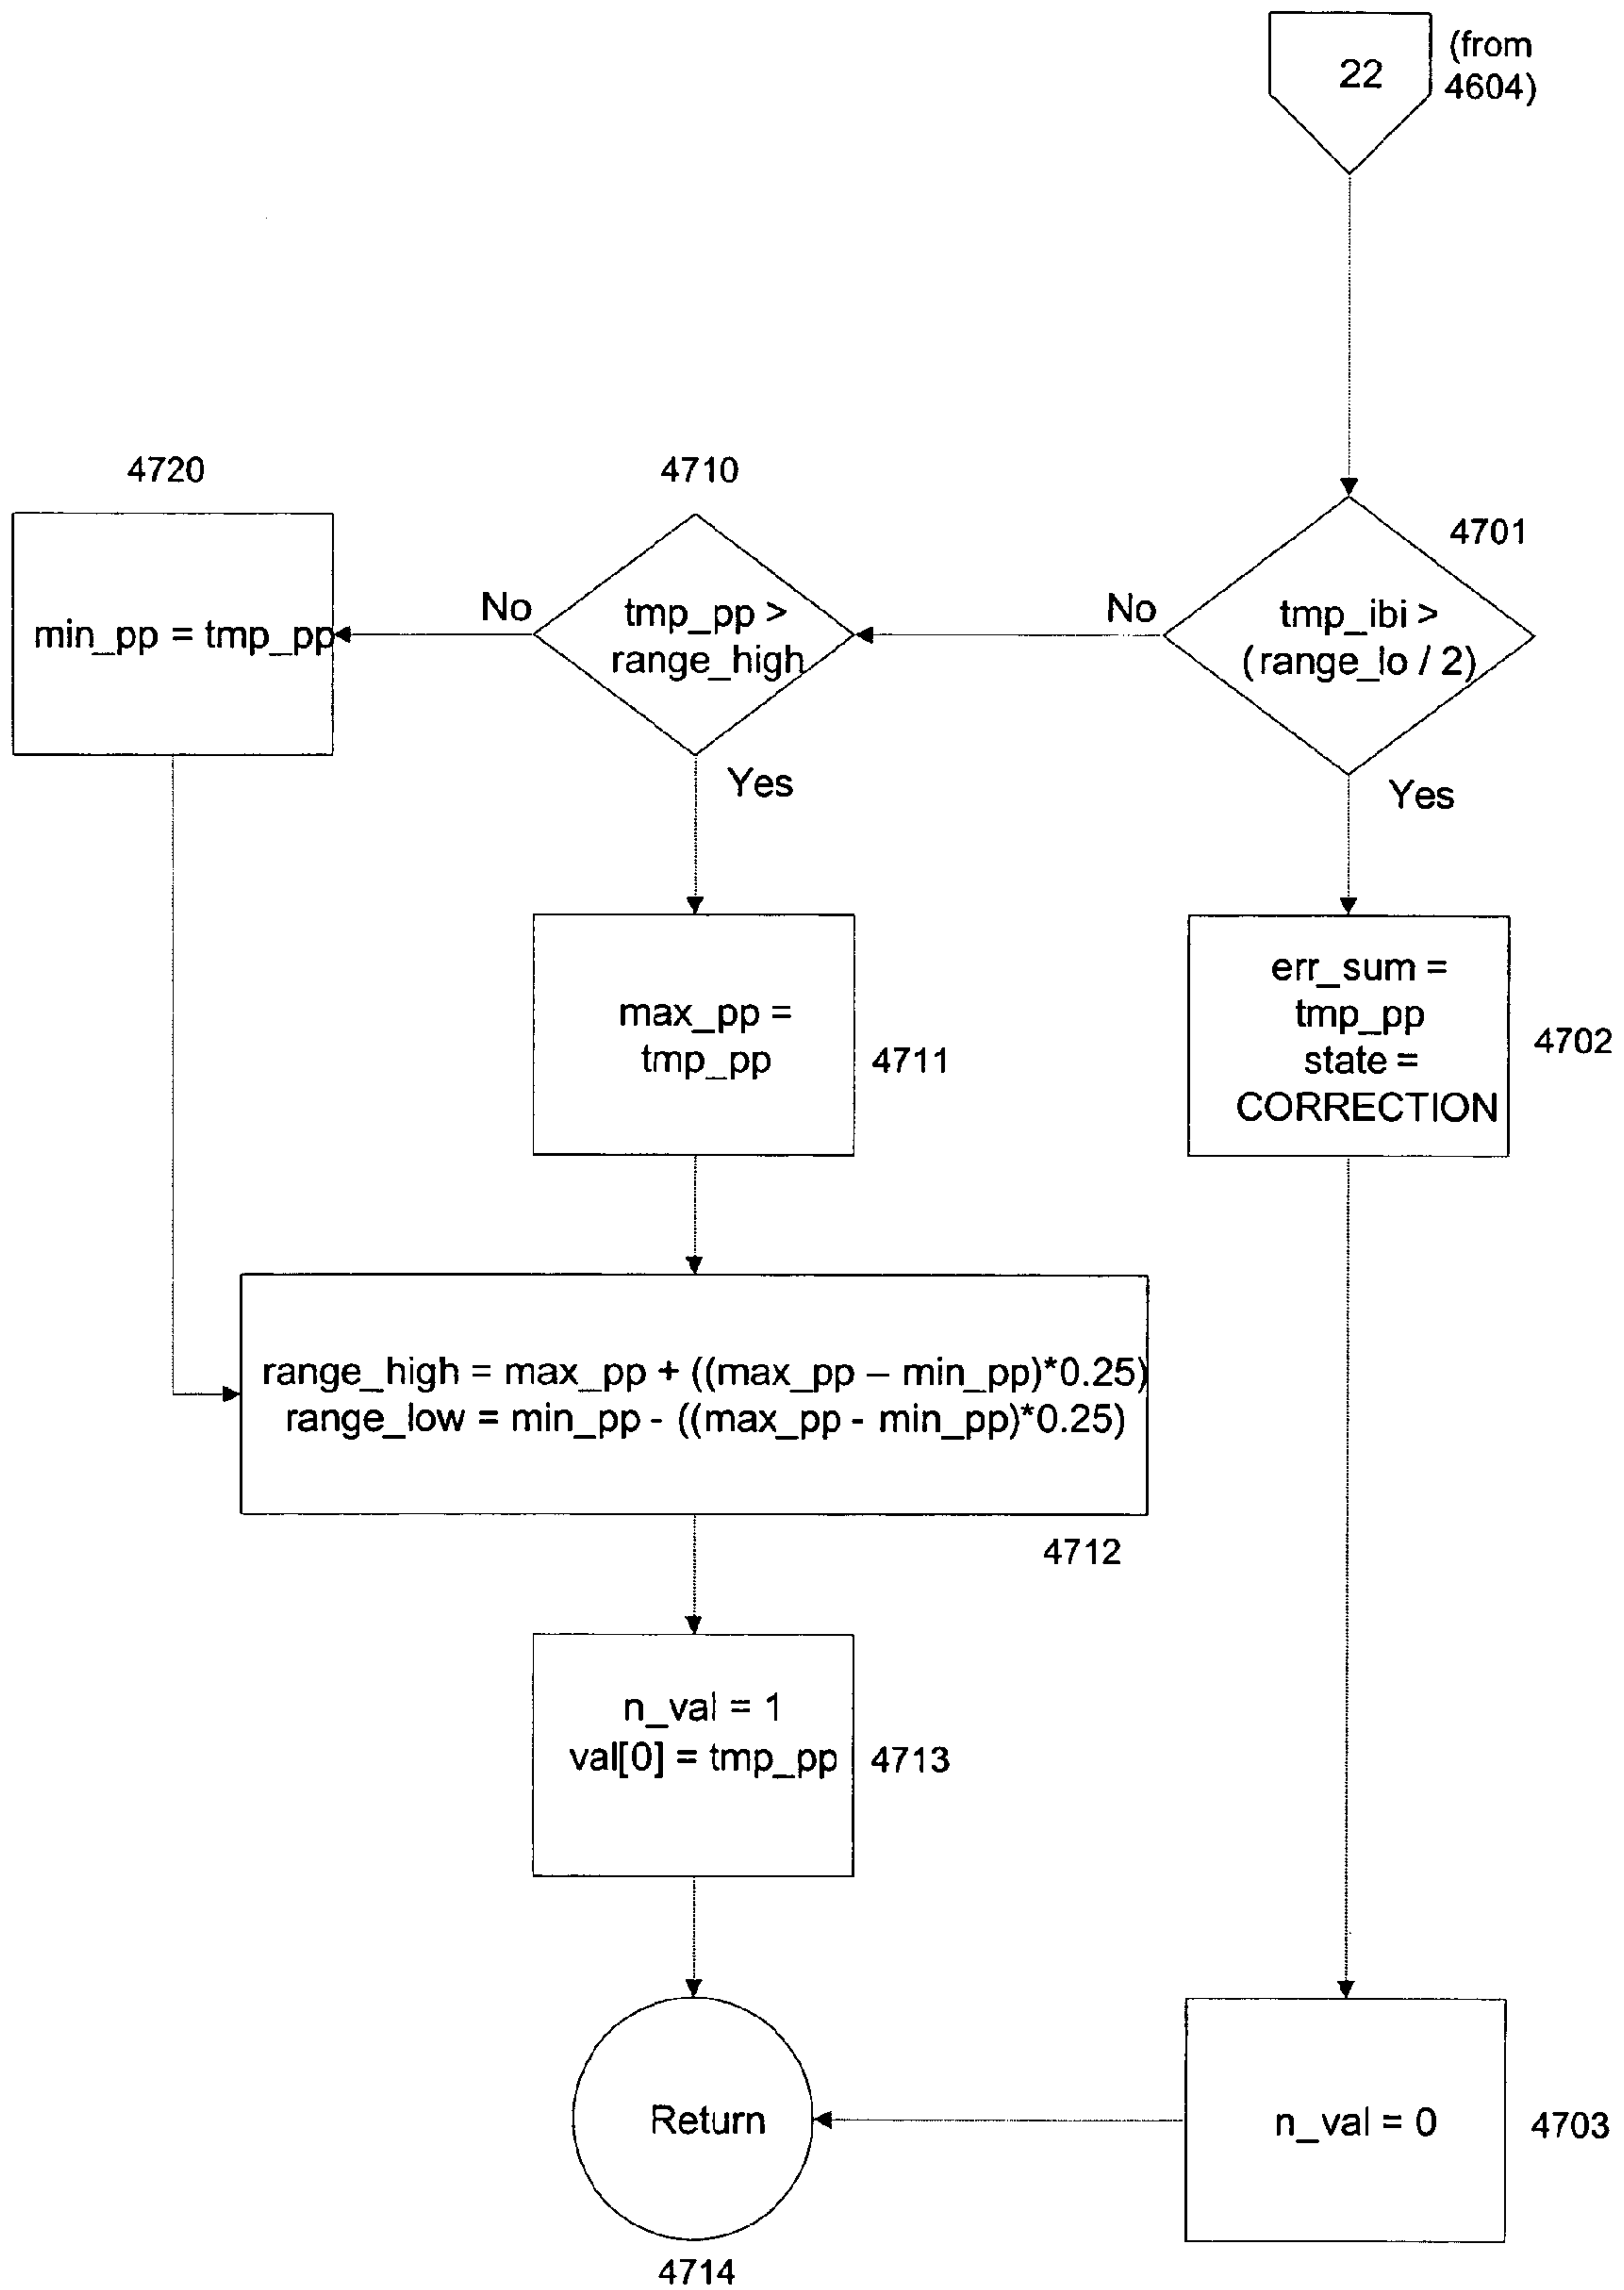 22
(from
4604)
4720
4710
4701
min_pp = tmp_pp
No
tmp_pp >
range_high
No
tmp_ibi >
(range_lo / 2)
Yes
Yes
max_pp =
tmp_pp
4711
err_sum =
tmp_pp
state =
CORRECTION
4702
range_high = max_pp + ((max_pp – min_pp)*0.25)
range_low = min_pp - ((max_pp - min_pp)*0.25)
4712
n_val = 1
val[0] = tmp_pp
4713
Return
4714
n_val = 0
4703